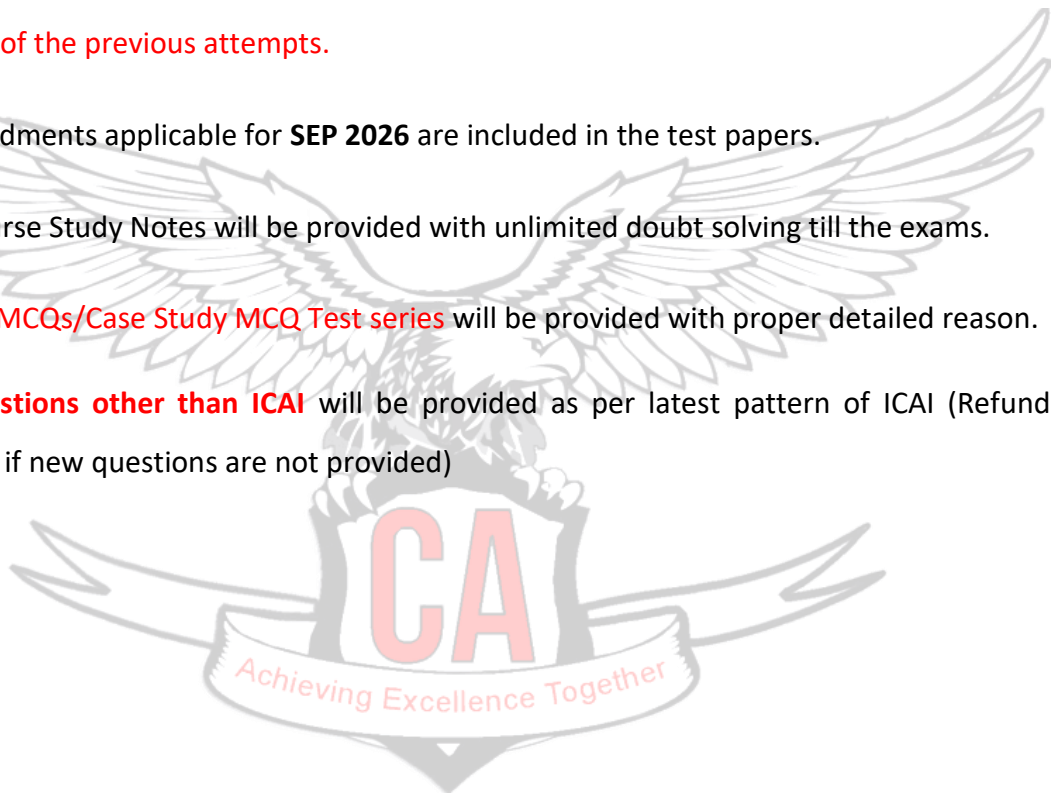 of the previous attempts.
dments applicable for SEP 2026 are included in the test papers.
rse Study Notes will be provided with unlimited doubt solving till the exams.
MCQs/Case Study MCQ Test series will be provided with proper detailed reason.
stions other than ICAI will be provided as per latest pattern of ICAI (Refund
if new questions are not provided)
CA
Achieving Excellence Together